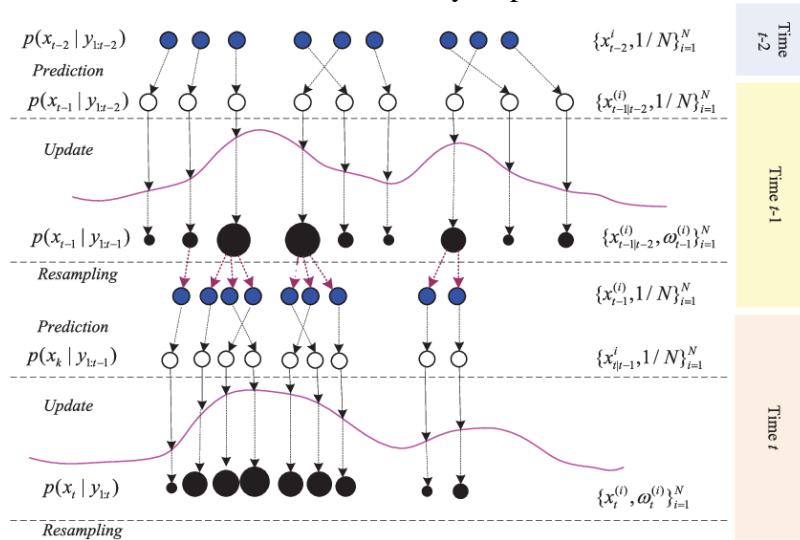 p(x_{t-2} | y_{1:t-2}) {x^i_{t-2}, 1/N}^N_{i=1}
Time t-2
Prediction
p(x_{t-1} | y_{1:t-2}) {x^{(i)}_{t-1|t-2}, 1/N}^N_{i=1}
Update
Time t-1
p(x_{t-1} | y_{1:t-1}) {x^{(i)}_{t-1|t-2}, ω^{(i)}_{t-1}}^N_{i=1}
Resampling
{x^{(i)}_{t-1}, 1/N}^N_{i=1}
Prediction
p(x_k | y_{1:t-1}) {x^i_{t|t-1}, 1/N}^N_{i=1}
Update
Time t
p(x_t | y_{1:t}) {x^{(i)}_t, ω^{(i)}_t}^N_{i=1}
Resampling